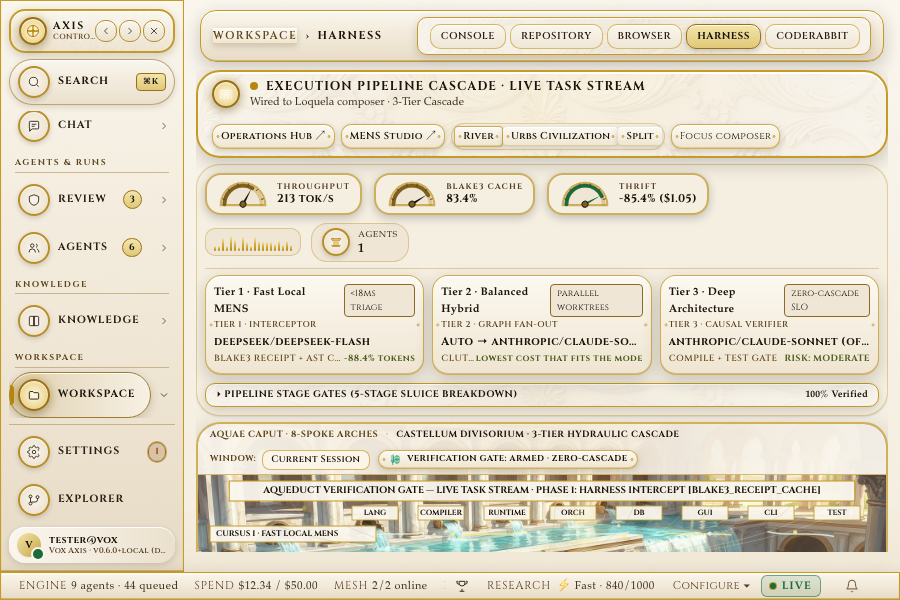 AXIS
CONTRO...
SEARCH
⌘K
CHAT
AGENTS & RUNS
REVIEW 3
AGENTS 6
KNOWLEDGE
KNOWLEDGE
WORKSPACE
WORKSPACE
SETTINGS 1
EXPLORER
V
TESTER@VOX
VOX AXIS · V0.6.0+LOCAL (D...
WORKSPACE › HARNESS
CONSOLE REPOSITORY BROWSER HARNESS CODERABBIT
EXECUTION PIPELINE CASCADE · LIVE TASK STREAM
Wired to Loquela composer · 3-Tier Cascade
OPERATIONS HUB ↗ MENS STUDIO ↗ RIVER URBS CIVILIZATION SPLIT FOCUS COMPOSER
THROUGHPUT
213 TOK/S
BLAKE3 CACHE
83.4%
THRIFT
-85.4% ($1.05)
AGENTS
1
Tier 1 · Fast Local MENS
<18MS TRIAGE
TIER 1 · INTERCEPTOR
DEEPSEEK/DEEPSEEK-FLASH
BLAKE3 RECEIPT + AST C... -88.4% TOKENS
Tier 2 · Balanced Hybrid
PARALLEL WORKTREES
TIER 2 · GRAPH FAN-OUT
AUTO → ANTHROPIC/CLAUDE-SO...
CLUT... LOWEST COST THAT FITS THE MODE
Tier 3 · Deep Architecture
ZERO-CASCADE SLO
TIER 3 · CAUSAL VERIFIER
ANTHROPIC/CLAUDE-SONNET (OF...
COMPILE + TEST GATE RISK: MODERATE
PIPELINE STAGE GATES (5-STAGE SLUICE BREAKDOWN) 100% Verified
AQUAE CAPUT · 8-SPOKE ARCHES · CASTELLUM DIVISORIUM · 3-TIER HYDRAULIC CASCADE
WINDOW: CURRENT SESSION VERIFICATION GATE: ARMED · ZERO-CASCADE
AQUEDUCT VERIFICATION GATE — LIVE TASK STREAM · PHASE 1: HARNESS INTERCEPT [BLAKE3_RECEIPT_CACHE]
LANG COMPILER RUNTIME ORCH DB GUI CLI TEST
CURSUS I · FAST LOCAL MENS
ENGINE 9 agents · 44 queued SPEND $12.34 / $50.00 MESH 2/2 online RESEARCH ⚡ Fast · 840/1000 CONFIGURE LIVE